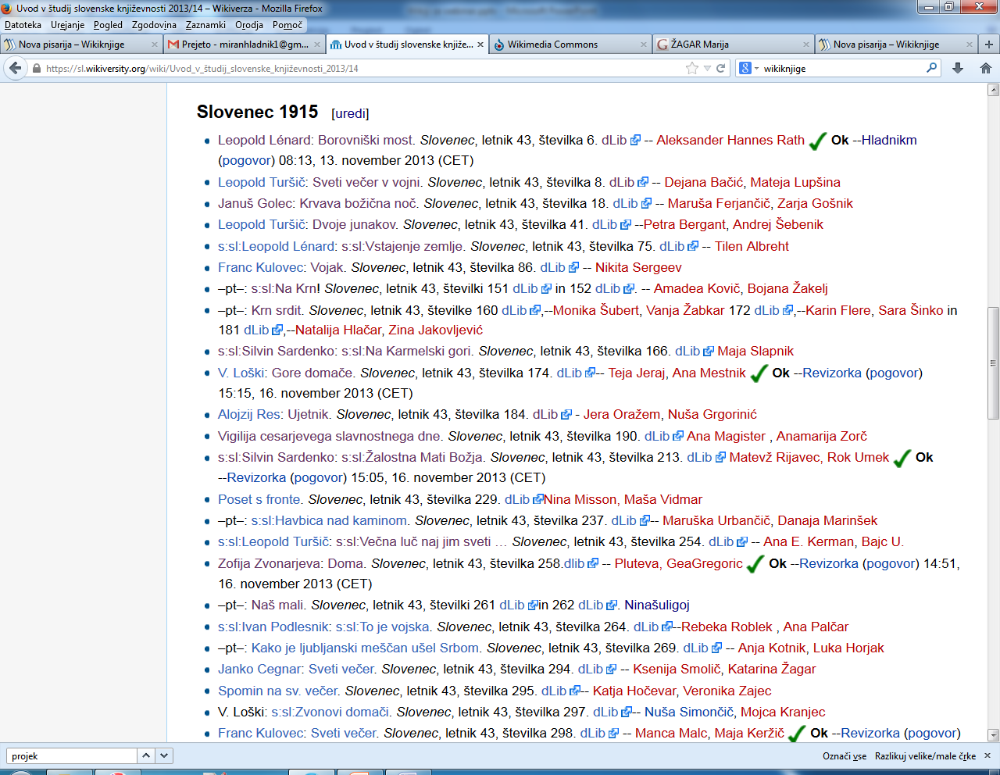 Uvod v študij slovenske književnosti 2013/14 – Wikiverza - Mozilla Firefox
Datoteka Urejanje Pogled Zgodovina Zaznamki Orodja Pomoč
Nova pisarija – Wikiknjige × Prejeto - miranhladnik1@gm... × Uvod v študij slovenske knjiže... × Wikimedia Commons × ŽAGAR Marija × Nova pisarija – Wikiknjige × +
https://sl.wikiversity.org/wiki/Uvod_v_študij_slovenske_književnosti_2013/14 wikiknjige
Slovenec 1915 [uredi]
Leopold Lénard: Borovniški most. Slovenec, letnik 43, številka 6. dLib -- Aleksander Hannes Rath Ok --Hladnikm
(pogovor) 08:13, 13. november 2013 (CET)
Leopold Turšič: Sveti večer v vojni. Slovenec, letnik 43, številka 8. dLib -- Dejana Bačić, Mateja Lupšina
Januš Golec: Krvava božična noč. Slovenec, letnik 43, številka 18. dLib -- Maruša Ferjančič, Zarja Gošnik
Leopold Turšič: Dvoje junakov. Slovenec, letnik 43, številka 41. dLib --Petra Bergant, Andrej Šebenik
s:sl:Leopold Lénard: s:sl:Vstajenje zemlje. Slovenec, letnik 43, številka 75. dLib -- Tilen Albreht
Franc Kulovec: Vojak. Slovenec, letnik 43, številka 86. dLib -- Nikita Sergeev
–pt–: s:sl:Na Krn! Slovenec, letnik 43, številki 151 dLib in 152 dLib. -- Amadea Kovič, Bojana Žakelj
–pt–: Krn srdit. Slovenec, letnik 43, številke 160 dLib,--Monika Šubert, Vanja Žabkar 172 dLib,--Karin Flere, Sara Šinko in
181 dLib,--Natalija Hlačar, Zina Jakovljević
s:sl:Silvin Sardenko: s:sl:Na Karmelski gori. Slovenec, letnik 43, številka 166. dLib Maja Slapnik
V. Loški: Gore domače. Slovenec, letnik 43, številka 174. dLib-- Teja Jeraj, Ana Mestnik Ok --Revizorka (pogovor)
15:15, 16. november 2013 (CET)
Alojzij Res: Ujetnik. Slovenec, letnik 43, številka 184. dLib - Jera Oražem, Nuša Grgorinić
Vigilija cesarjevega slavnostnega dne. Slovenec, letnik 43, številka 190. dLib Ana Magister , Anamarija Zorč
s:sl:Silvin Sardenko: s:sl:Žalostna Mati Božja. Slovenec, letnik 43, številka 213. dLib Matevž Rijavec, Rok Umek Ok
--Revizorka (pogovor) 15:05, 16. november 2013 (CET)
Poset s fronte. Slovenec, letnik 43, številka 229. dLibNina Misson, Maša Vidmar
–pt–: s:sl:Havbica nad kaminom. Slovenec, letnik 43, številka 237. dLib-- Maruška Urbančič, Danaja Marinšek
s:sl:Leopold Turšič: s:sl:Večna luč naj jim sveti … Slovenec, letnik 43, številka 254. dLib -- Ana E. Kerman, Bajc U.
Zofija Zvonarjeva: Doma. Slovenec, letnik 43, številka 258.dlib -- Pluteva, GeaGregoric Ok --Revizorka (pogovor) 14:51,
16. november 2013 (CET)
–pt–: Naš mali. Slovenec, letnik 43, številki 261 dLib in 262 dLib. Ninašuligoj
s:sl:Ivan Podlesnik: s:sl:To je vojska. Slovenec, letnik 43, številka 264. dLib--Rebeka Roblek , Ana Palčar
–pt–: Kako je ljubljanski meščan ušel Srbom. Slovenec, letnik 43, številka 269. dLib -- Anja Kotnik, Luka Horjak
Janko Cegnar: Sveti večer. Slovenec, letnik 43, številka 294. dLib -- Ksenija Smolič, Katarina Žagar
Spomin na sv. večer. Slovenec, letnik 43, številka 295. dLib-- Katja Hočevar, Veronika Zajec
V. Loški: s:sl:Zvonovi domači. Slovenec, letnik 43, številka 297. dLib-- Nuša Simončič, Mojca Kranjec
Franc Kulovec: Sveti večer. Slovenec, letnik 43, številka 298. dLib -- Manca Malc, Maja Keržič Ok --Revizorka (pogovor)
projek Označi vse Razlikuj velike/male črke ×